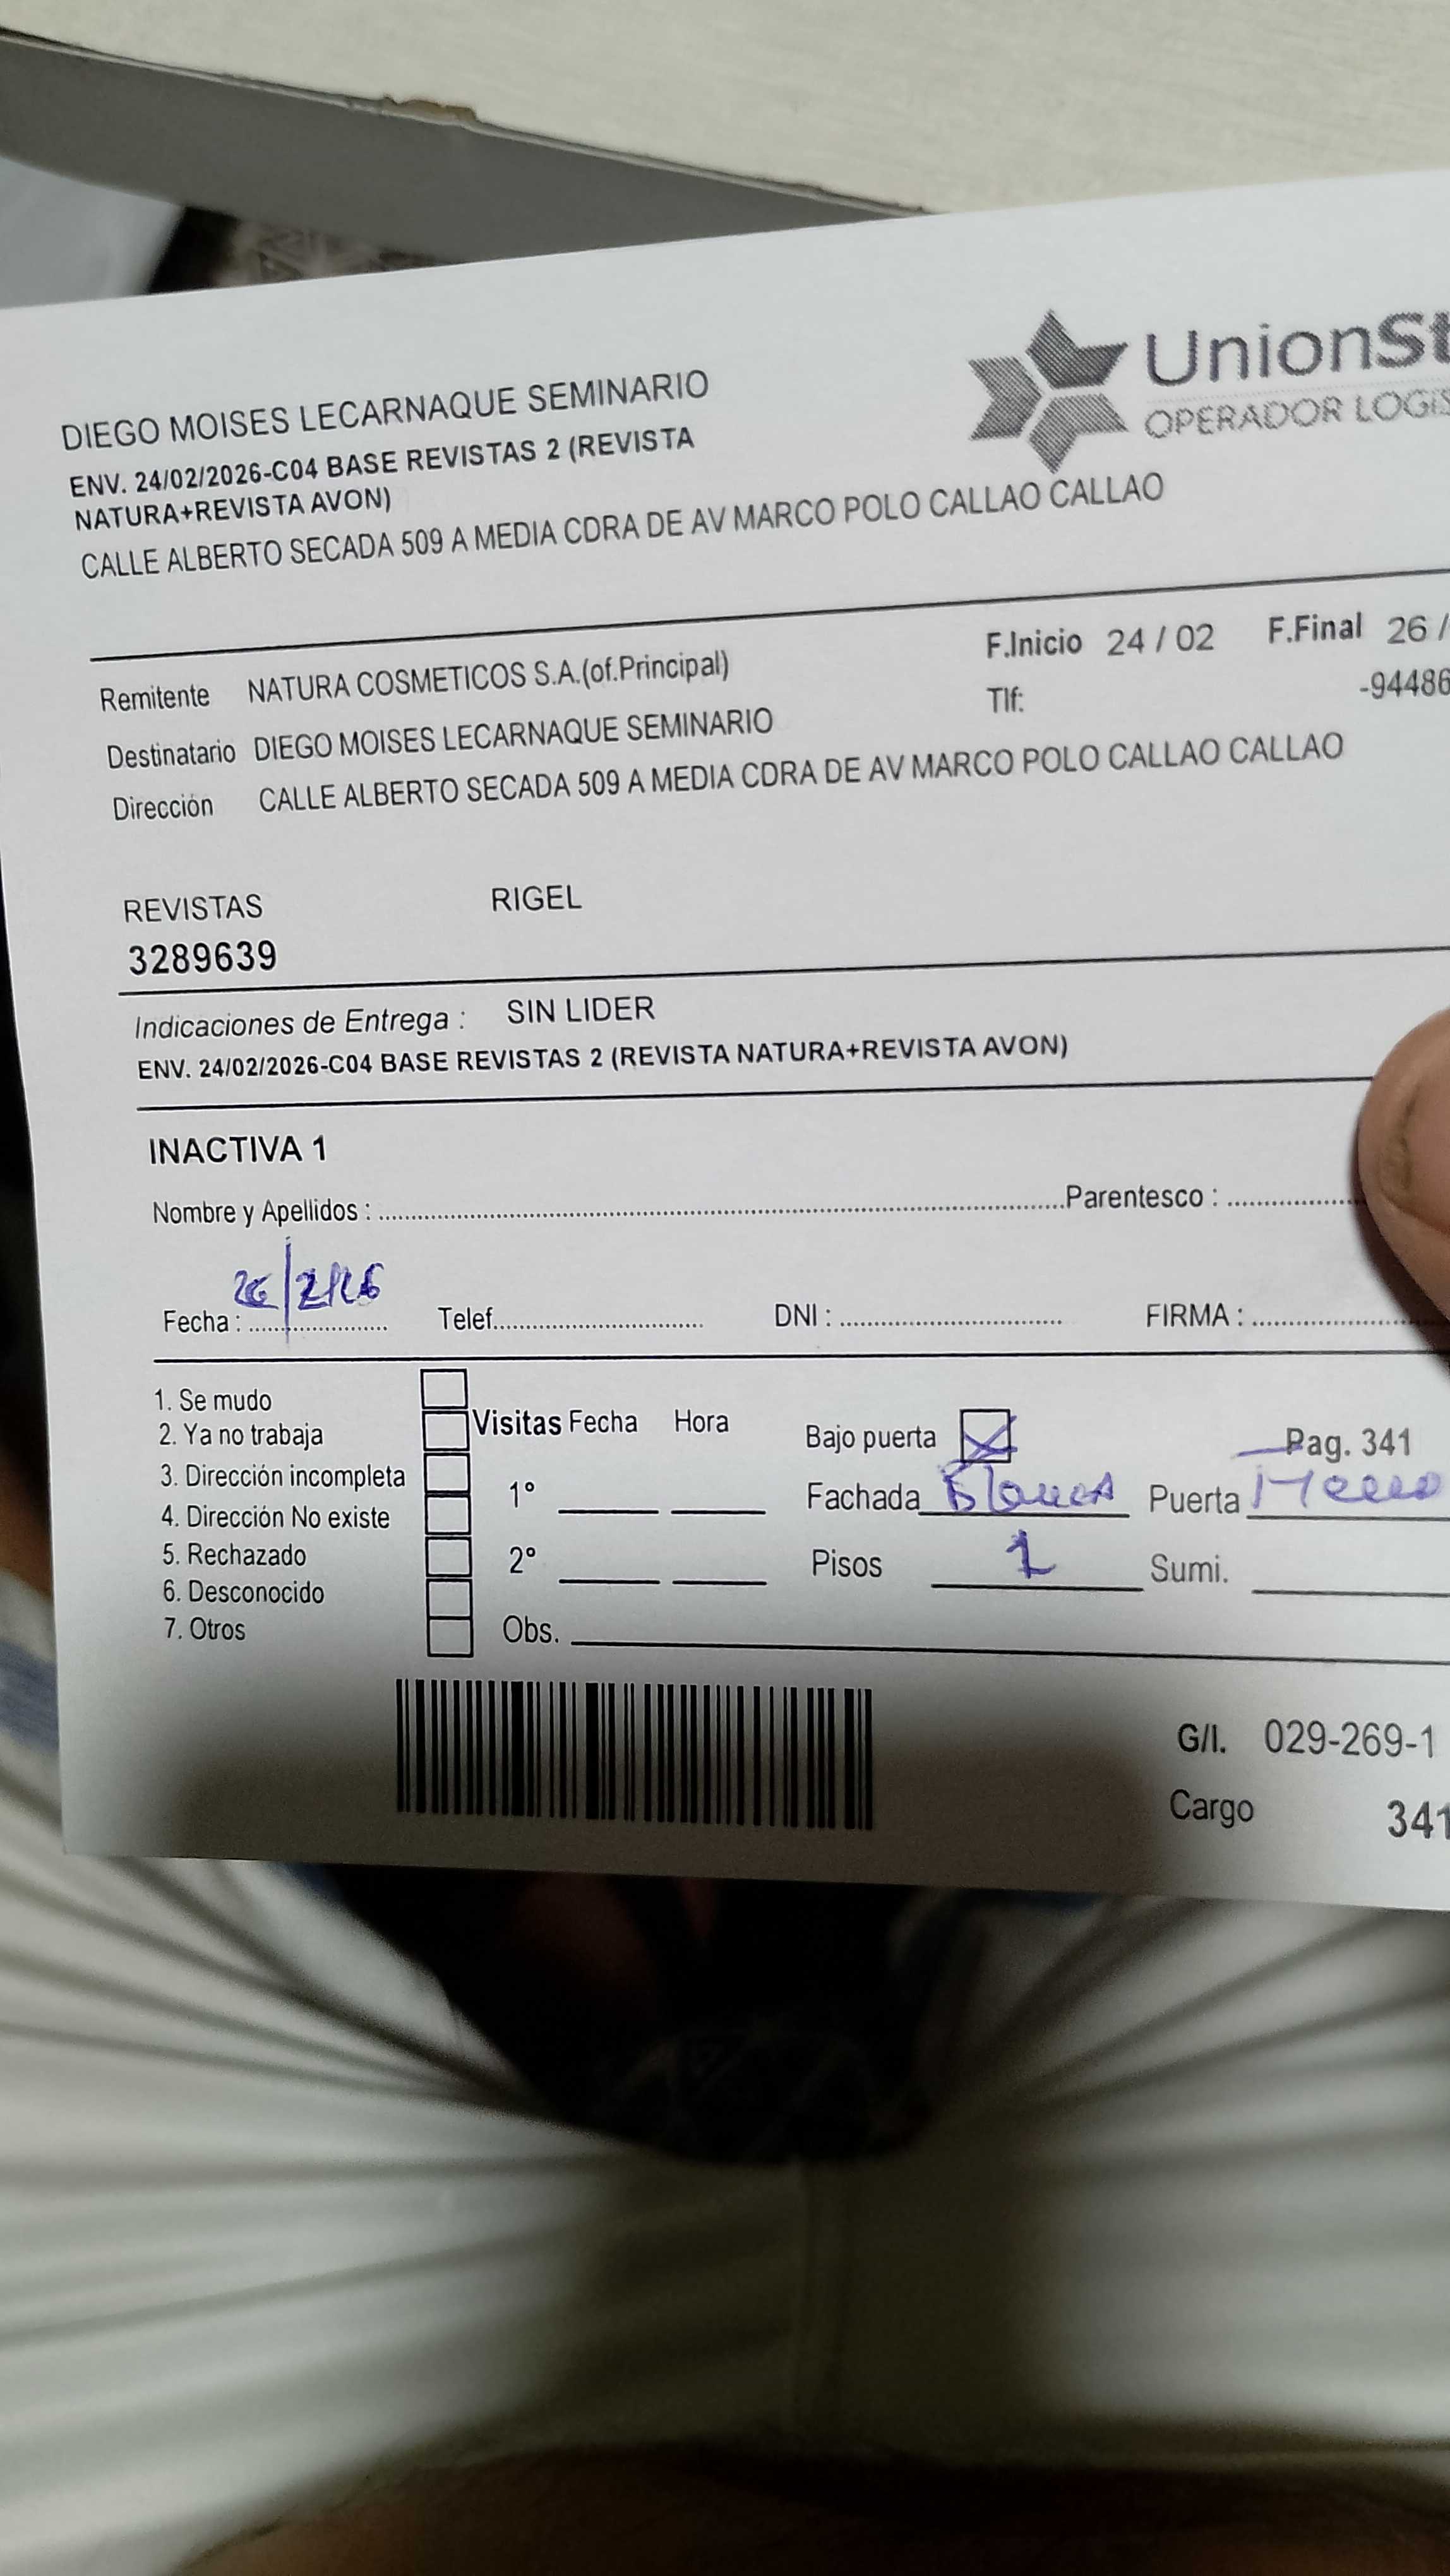 UnionSt
OPERADOR LOGIS
DIEGO MOISES LECARNAQUE SEMINARIO
ENV. 24/02/2026-C04 BASE REVISTAS 2 (REVISTA
NATURA+REVISTA AVON)
CALLE ALBERTO SECADA 509 A MEDIA CDRA DE AV MARCO POLO CALLAO CALLAO
F.Inicio 24 / 02 F.Final 26 /
Remitente NATURA COSMETICOS S.A.(of.Principal)
Tlf: -94486
Destinatario DIEGO MOISES LECARNAQUE SEMINARIO
Dirección CALLE ALBERTO SECADA 509 A MEDIA CDRA DE AV MARCO POLO CALLAO CALLAO
REVISTAS RIGEL
3289639
Indicaciones de Entrega : SIN LIDER
ENV. 24/02/2026-C04 BASE REVISTAS 2 (REVISTA NATURA+REVISTA AVON)
INACTIVA 1
Nombre y Apellidos : Parentesco :
Fecha : Telef. DNI : FIRMA :
1. Se mudo
2. Ya no trabaja
3. Dirección incompleta
4. Dirección No existe
5. Rechazado
6. Desconocido
7. Otros
Visitas Fecha Hora
1°
2°
Obs.
Bajo puerta Pag. 341
Fachada Blanca Puerta
Pisos 1 Sumi.
G/I. 029-269-1
Cargo 341